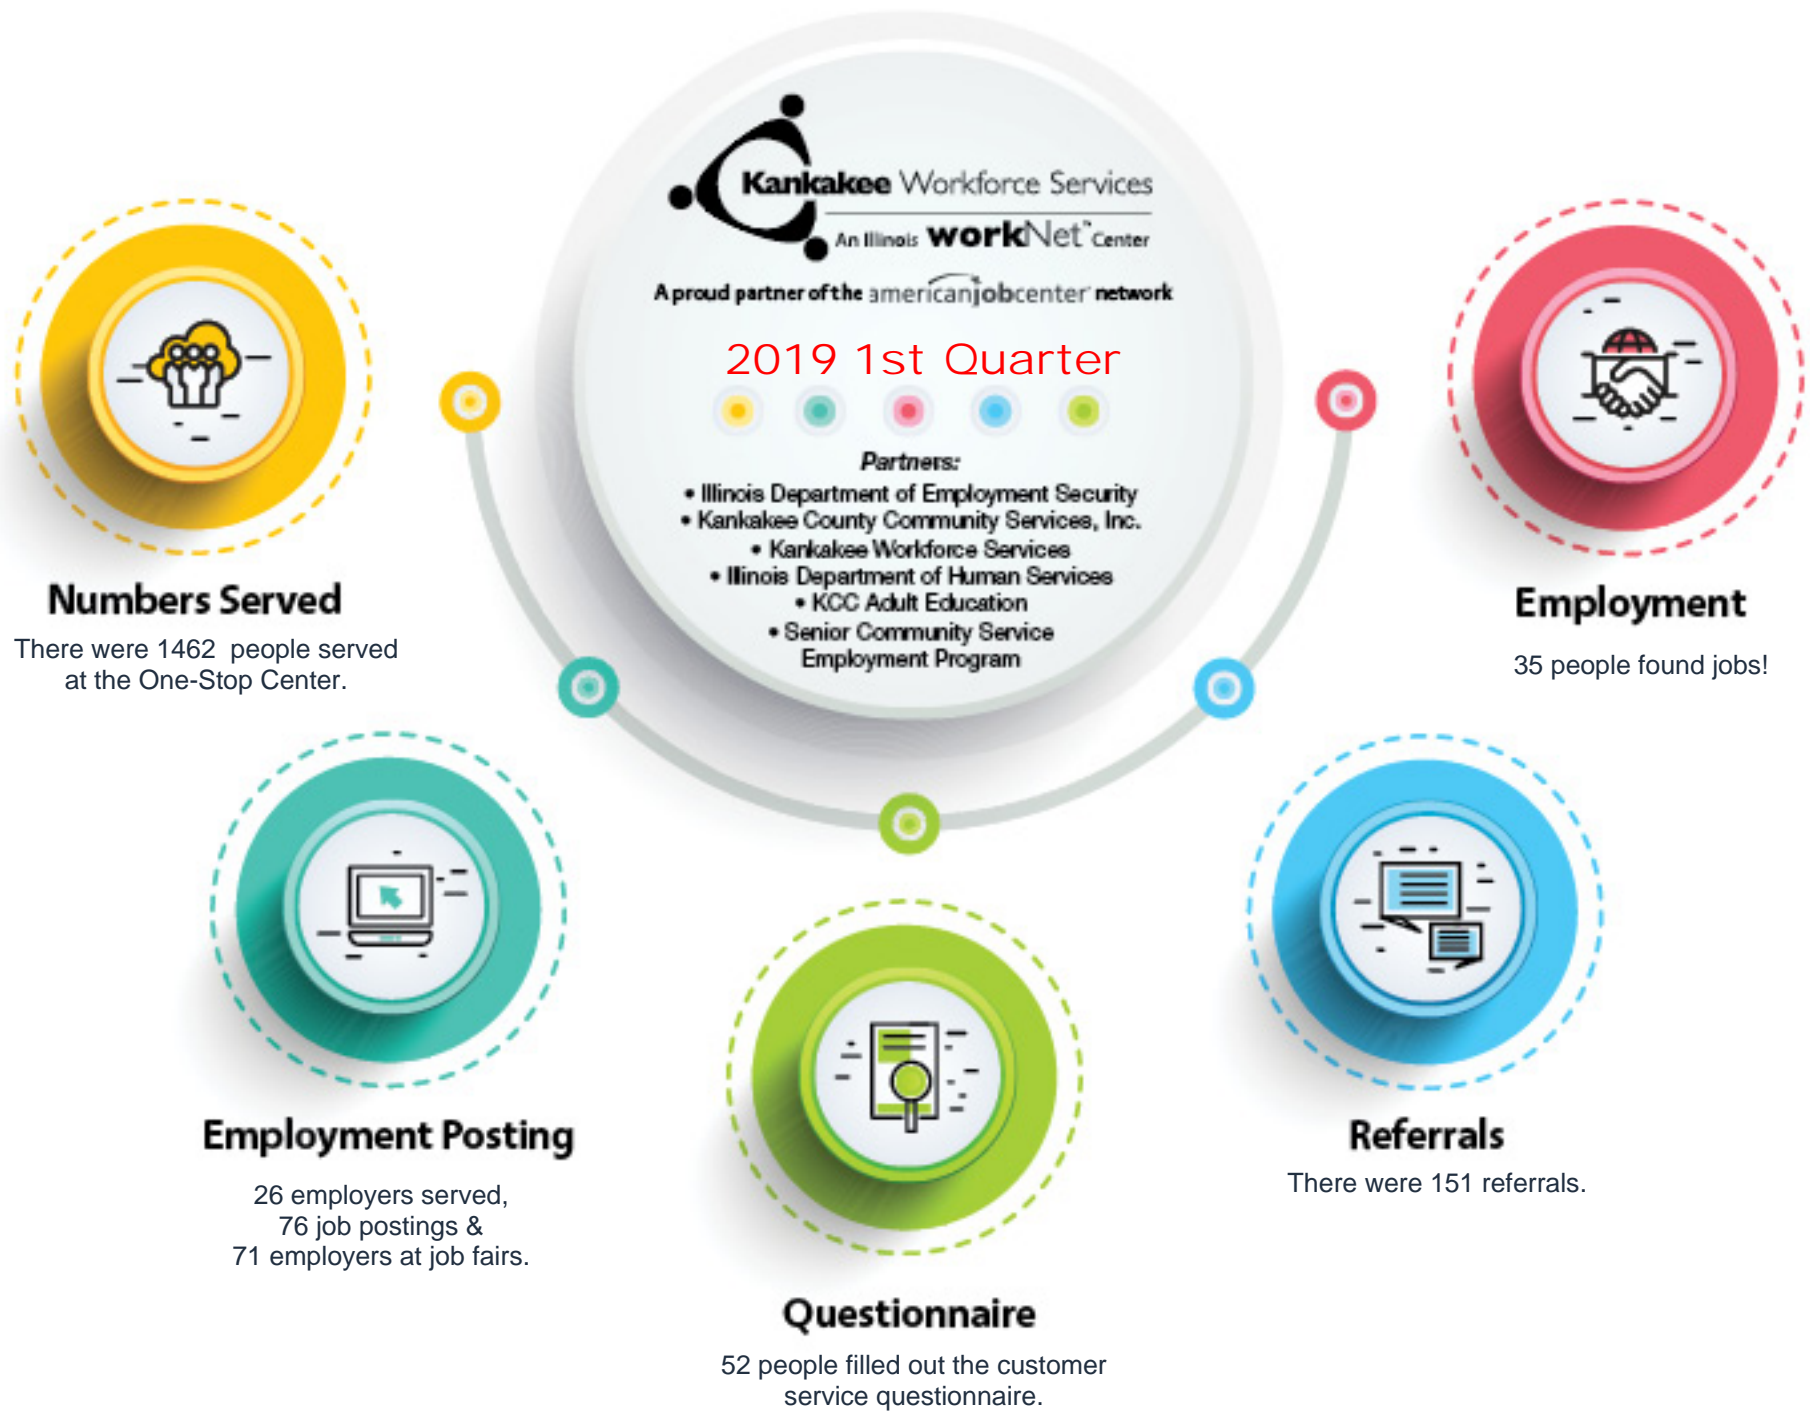 Kankakee Workforce Services
An Illinois workNet™ Center
A proud partner of the americanjobcenter® network
2019 1st Quarter
Partners:
• Illinois Department of Employment Security
• Kankakee County Community Services, Inc.
• Kankakee Workforce Services
• Illinois Department of Human Services
• KCC Adult Education
• Senior Community Service
Employment Program
Numbers Served
There were 1462 people served
at the One-Stop Center.
Employment Posting
26 employers served,
76 job postings &
71 employers at job fairs.
Questionnaire
52 people filled out the customer
service questionnaire.
Referrals
There were 151 referrals.
Employment
35 people found jobs!